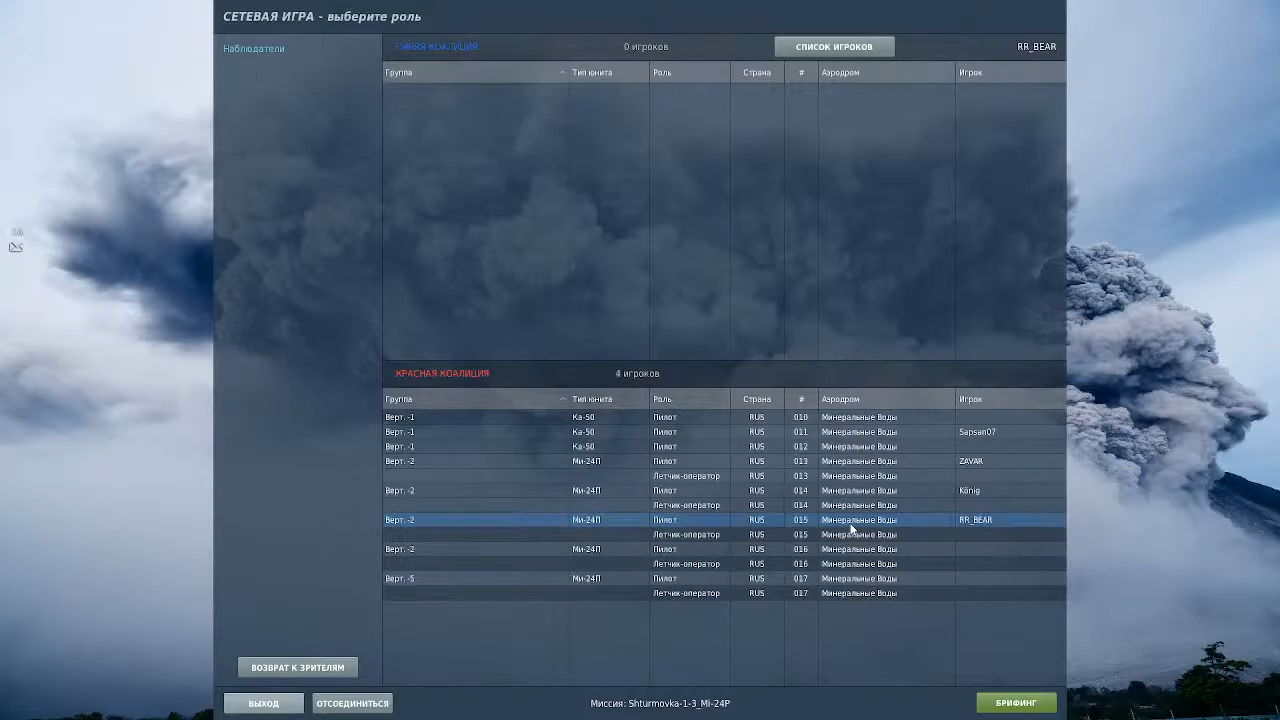 СЕТЕВАЯ ИГРА - выберите роль
Наблюдатели
СИНЯЯ КОАЛИЦИЯ 0 игроков СПИСОК ИГРОКОВ RR_BEAR
Группа Тип юнита Роль Страна # Аэродром Игрок
КРАСНАЯ КОАЛИЦИЯ 4 игроков
Группа Тип юнита Роль Страна # Аэродром Игрок
Верт. -1 Ка-50 Пилот RUS 010 Минеральные Воды
Верт. -1 Ка-50 Пилот RUS 011 Минеральные Воды Sapsan07
Верт. -1 Ка-50 Пилот RUS 012 Минеральные Воды
Верт. -2 Ми-24П Пилот RUS 013 Минеральные Воды ZAVAR
Летчик-оператор RUS 013 Минеральные Воды
Верт. -2 Ми-24П Пилот RUS 014 Минеральные Воды König
Летчик-оператор RUS 014 Минеральные Воды
Верт. -2 Ми-24П Пилот RUS 015 Минеральные Воды RR_BEAR
Летчик-оператор RUS 015 Минеральные Воды
Верт. -2 Ми-24П Пилот RUS 016 Минеральные Воды
Летчик-оператор RUS 016 Минеральные Воды
Верт. -5 Ми-24П Пилот RUS 017 Минеральные Воды
Летчик-оператор RUS 017 Минеральные Воды
ВОЗВРАТ К ЗРИТЕЛЯМ
ВЫХОД ОТСОЕДИНИТЬСЯ Миссия: Shturmovka-1-3_Mi-24P БРИФИНГ